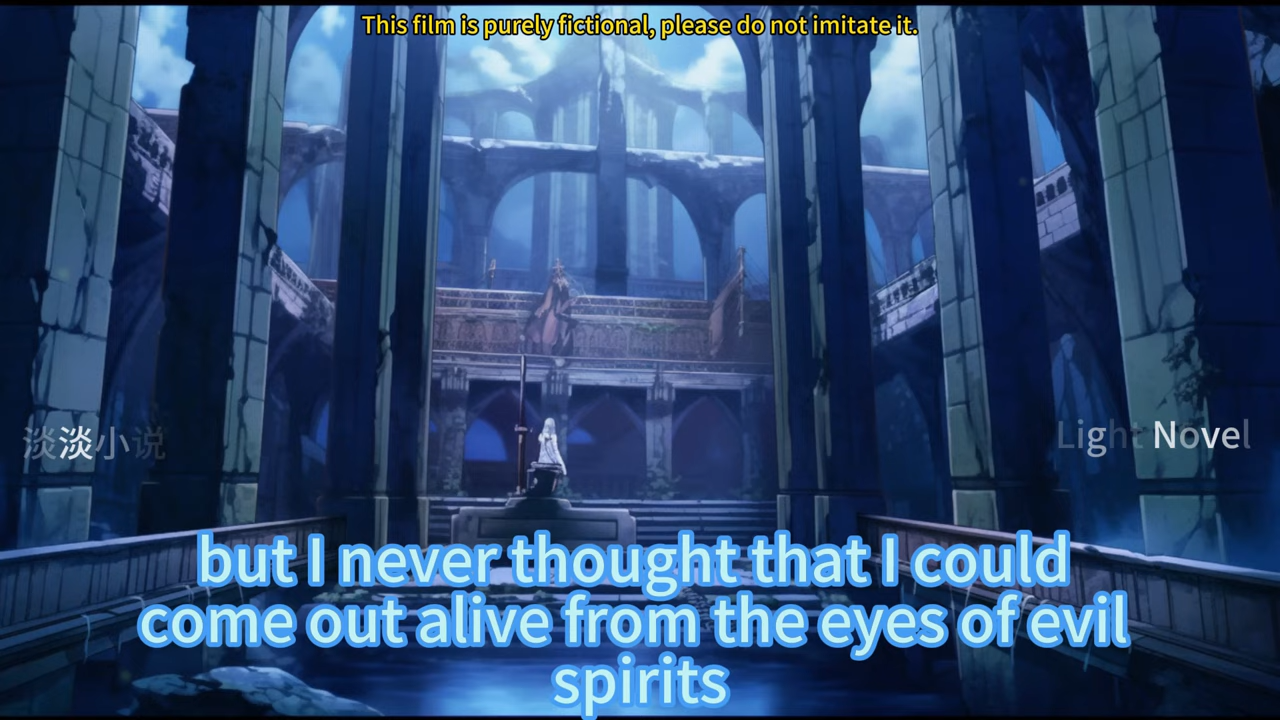 This film is purely fictional, please do not imitate it.
淡淡小说
Light Novel
but I never thought that I could
come out alive from the eyes of evil
spirits